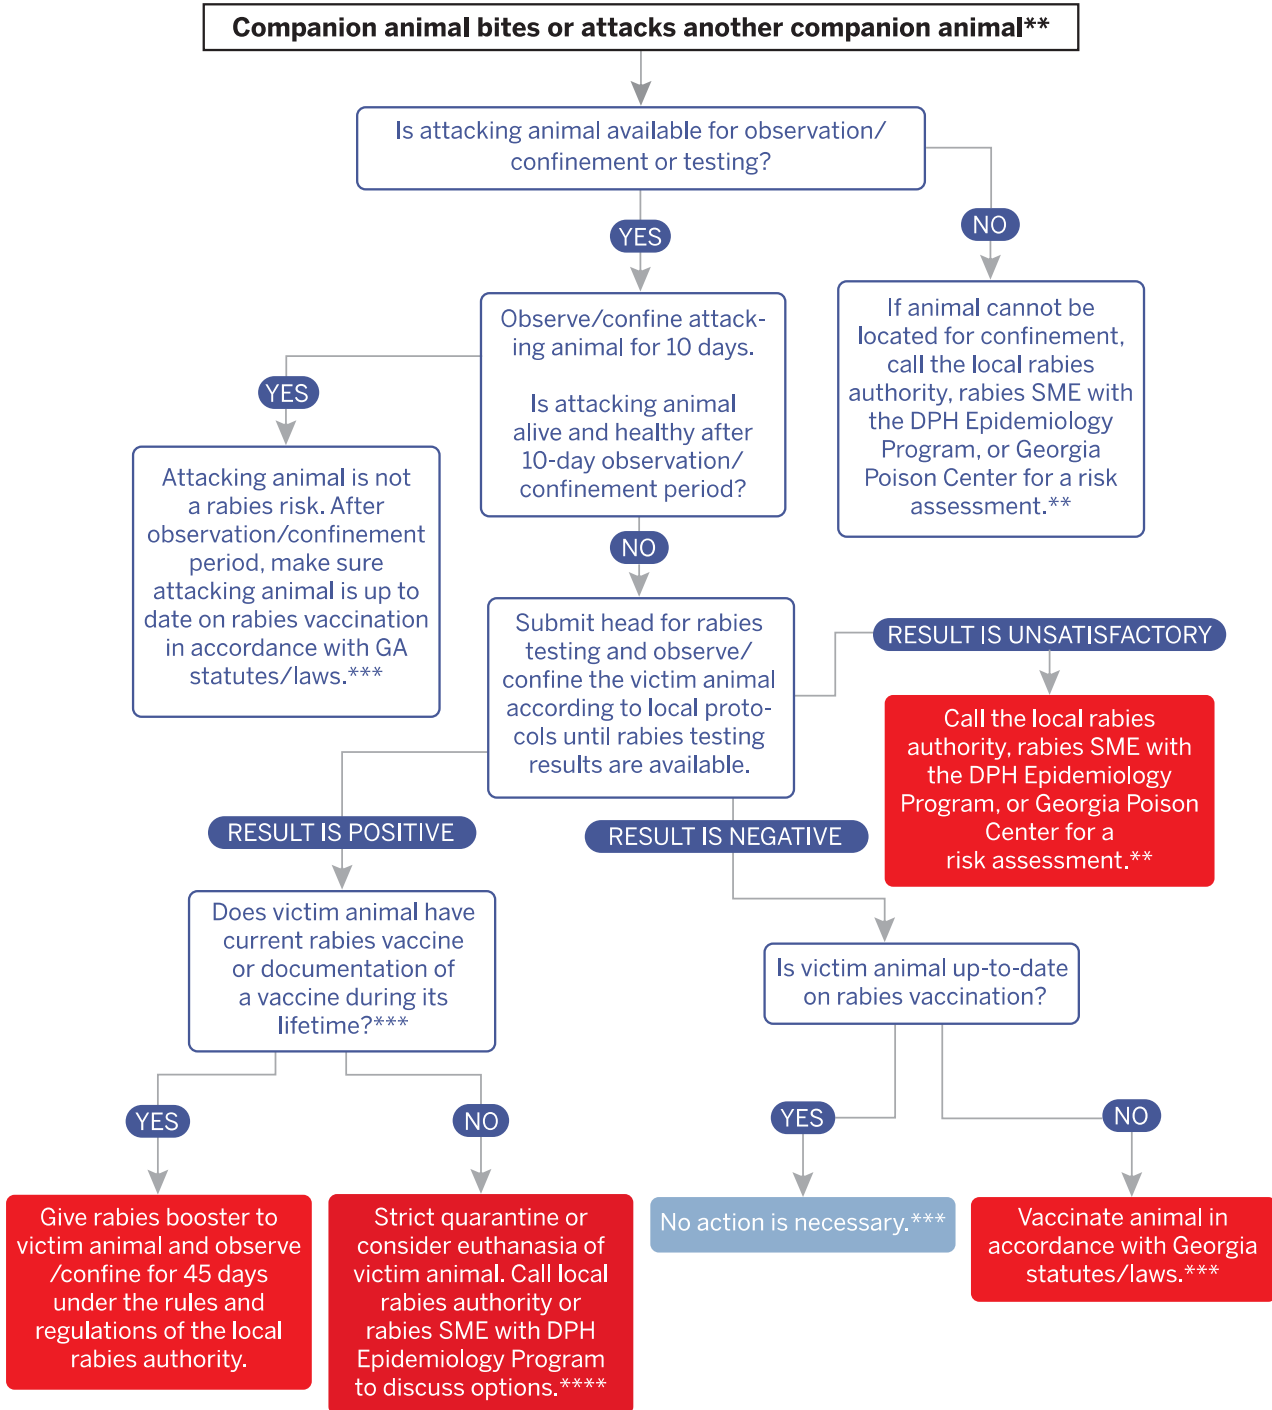 Companion animal bites or attacks another companion animal**
Is attacking animal available for observation/
confinement or testing?
YES
NO
Observe/confine attack-
ing animal for 10 days.
Is attacking animal
alive and healthy after
10-day observation/
confinement period?
If animal cannot be
located for confinement,
call the local rabies
authority, rabies SME with
the DPH Epidemiology
Program, or Georgia
Poison Center for a risk
assessment.**
YES
Attacking animal is not
a rabies risk. After
observation/confinement
period, make sure
attacking animal is up to
date on rabies vaccination
in accordance with GA
statutes/laws.***
NO
Submit head for rabies
testing and observe/
confine the victim animal
according to local proto-
cols until rabies testing
results are available.
RESULT IS UNSATISFACTORY
Call the local rabies
authority, rabies SME with
the DPH Epidemiology
Program, or Georgia Poison
Center for a
risk assessment.**
RESULT IS POSITIVE
RESULT IS NEGATIVE
Does victim animal have
current rabies vaccine
or documentation of
a vaccine during its
lifetime?***
Is victim animal up-to-date
on rabies vaccination?
YES
NO
YES
NO
Give rabies booster to
victim animal and observe
/confine for 45 days
under the rules and
regulations of the local
rabies authority.
Strict quarantine or
consider euthanasia of
victim animal. Call local
rabies authority or
rabies SME with DPH
Epidemiology Program
to discuss options.****
No action is necessary.***
Vaccinate animal in
accordance with Georgia
statutes/laws.***